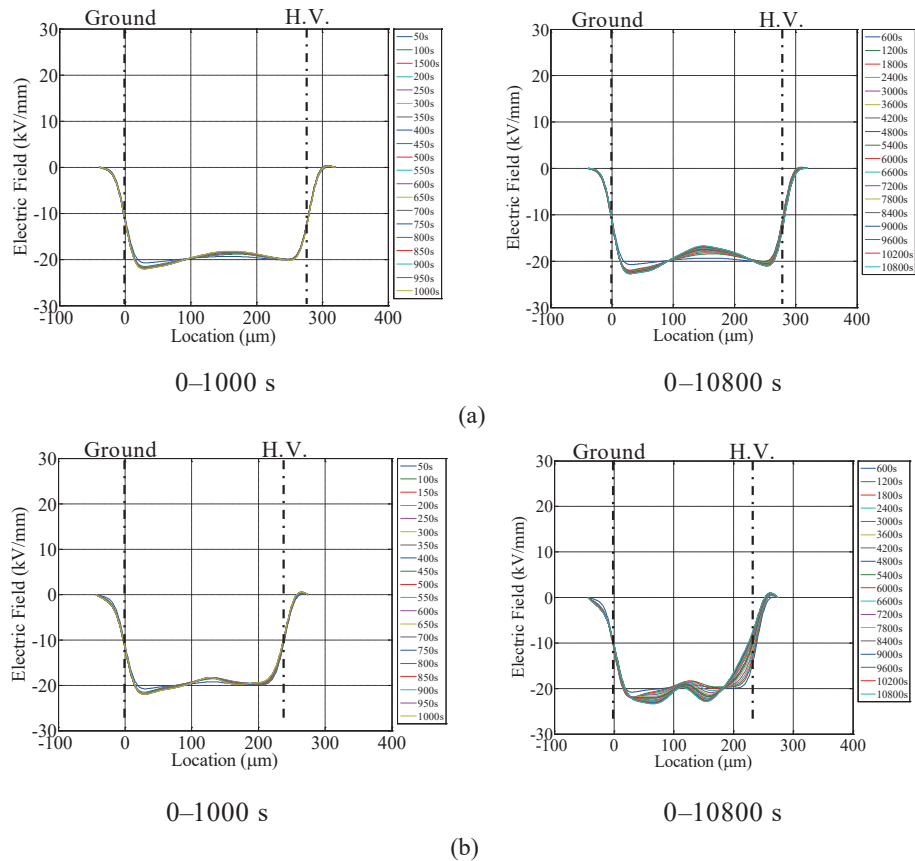 Ground
H.V.
Electric Field (kV/mm)
30
20
10
0
-10
-20
30
-100
0
100
200
300
400
Location (μm)
50s
100s
1500s
200s
250s
300s
350s
400s
450s
500s
550s
600s
650s
700s
750s
800s
850s
900s
950s
1000s
0–1000 s
Ground
H.V.
Electric Field (kV/mm)
30
20
10
0
-10
-20
-30
-100
0
100
200
300
400
Location (μm)
600s
1200s
1800s
2400s
3000s
3600s
4200s
4800s
5400s
6000s
6600s
7200s
7800s
8400s
9000s
9600s
10200s
10800s
0–10800 s
(a)
Ground
H.V.
Electric Field (kV/mm)
30
20
10
0
-10
-20
-30
-100
0
100
200
300
400
Location (μm)
50s
100s
150s
200s
250s
300s
350s
400s
450s
500s
550s
600s
650s
700s
750s
800s
850s
900s
950s
1000s
0–1000 s
Ground
H.V.
Electric Field (kV/mm)
30
20
10
0
-10
-20
-30
-100
0
100
200
300
400
Location (μm)
600s
1200s
1800s
2400s
3000s
3600s
4200s
4800s
5400s
6000s
6600s
7200s
7800s
8400s
9000s
9600s
10200s
10800s
0–10800 s
(b)